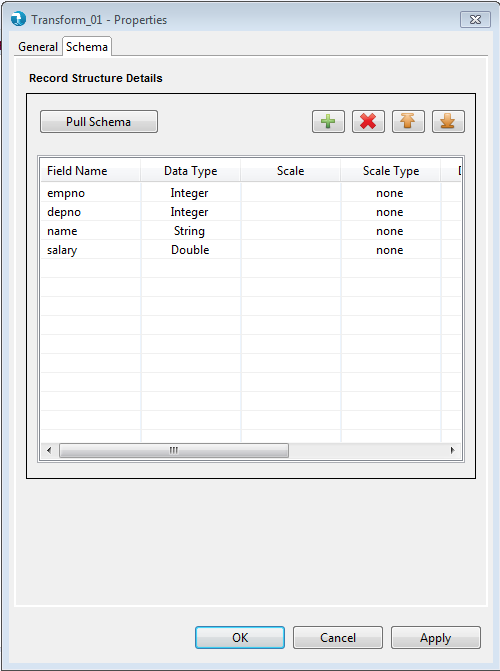 Transform_01 - Properties
General Schema
Record Structure Details
Pull Schema
Field Name Data Type Scale Scale Type
empno Integer none
depno Integer none
name String none
salary Double none
OK Cancel Apply